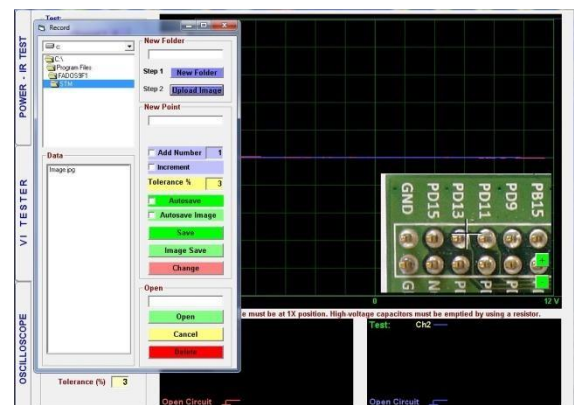 Test:
Record
c
C:\
Program Files
FADOS9F1
STM
New Folder
Step 1 New Folder
Step 2 Upload Image
New Point
Add Number 1
Increment
Tolerance % 3
Autosave
Autosave Image
Save
Image Save
Change
Data
Image.jpg
Open
Open
Cancel
Delete
POWER - IR TEST
VI TESTER
OSCILLOSCOPE
GND
PD15
PD13
PD11
PD9
PB15
+
-
0 12 V
e must be at 1X position. High-voltage capacitors must be emptied by using a resistor.
Test: Ch2
Tolerance (%) 3
Open Circuit
Open Circuit